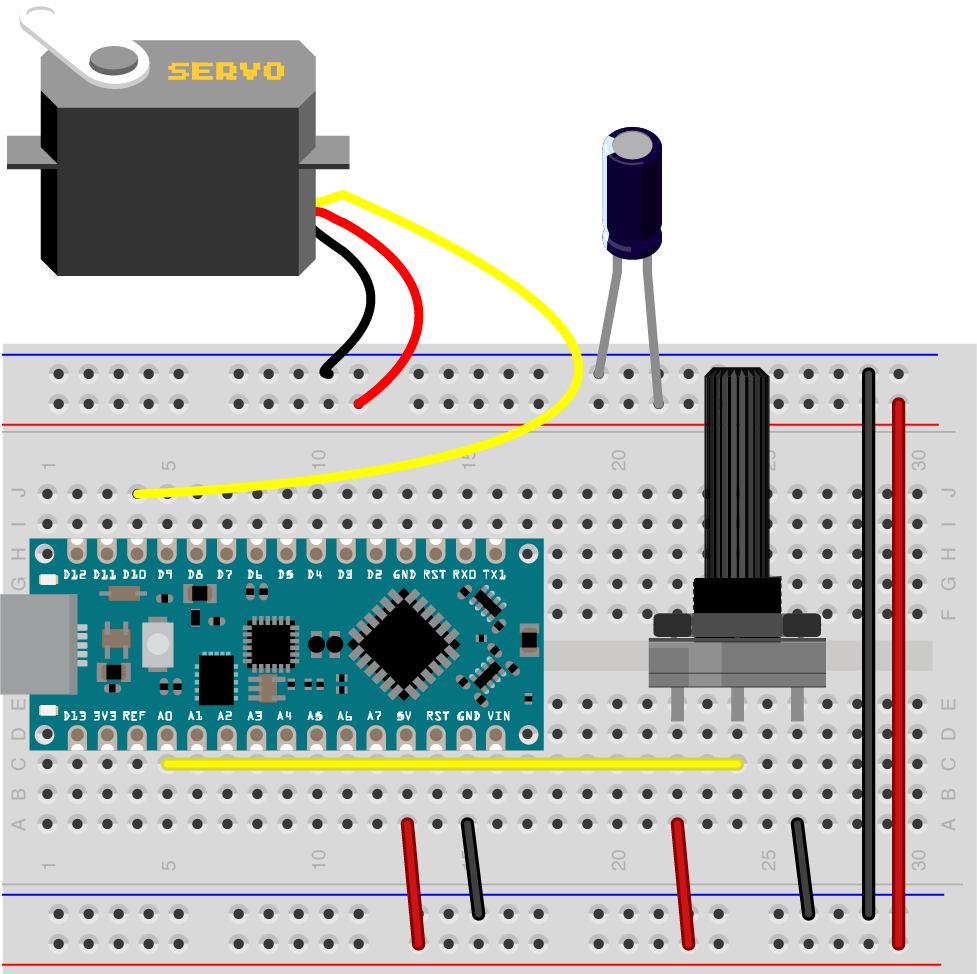 SERVO
1 5 10 15 20 25 30
J J
I I
H H
D12 D11 D10 D9 D8 D7 D6 D5 D4 D3 D2 GND RST RX0 TX1
G G
F F
E E
D13 3V3 REF A0 A1 A2 A3 A4 A5 A6 A7 5V RST GND VIN
D D
C C
B B
A A
1 5 10 15 20 25 30